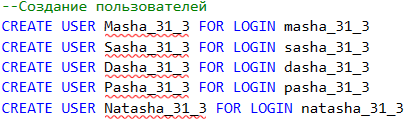 --Создание пользователей
CREATE USER Masha_31_3 FOR LOGIN masha_31_3
CREATE USER Sasha_31_3 FOR LOGIN sasha_31_3
CREATE USER Dasha_31_3 FOR LOGIN dasha_31_3
CREATE USER Pasha_31_3 FOR LOGIN pasha_31_3
CREATE USER Natasha_31_3 FOR LOGIN natasha_31_3